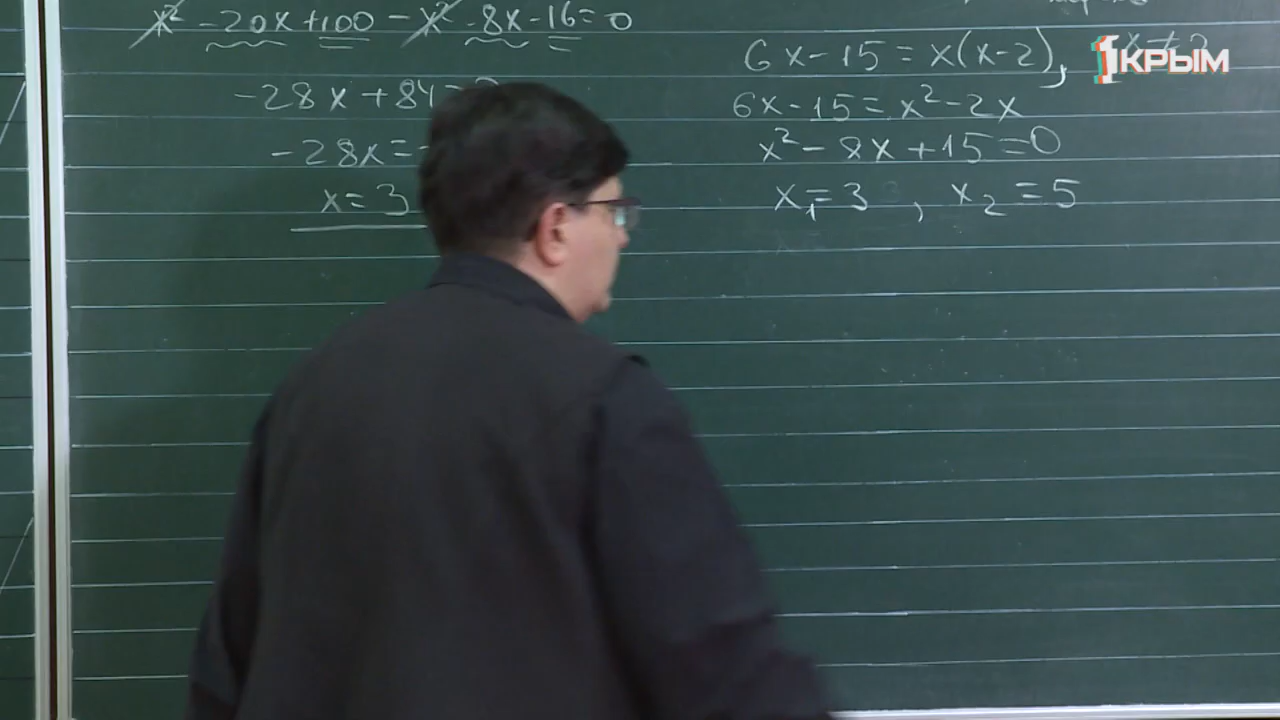 x² - 20x + 100 - x² - 8x - 16 = 0
-28x + 84 =
-28x =
x = 3
6x - 15 = x(x-2),
6x - 15 = x² - 2x
x² - 8x + 15 = 0
x₁ = 3 , x₂ = 5
1КРЫМ